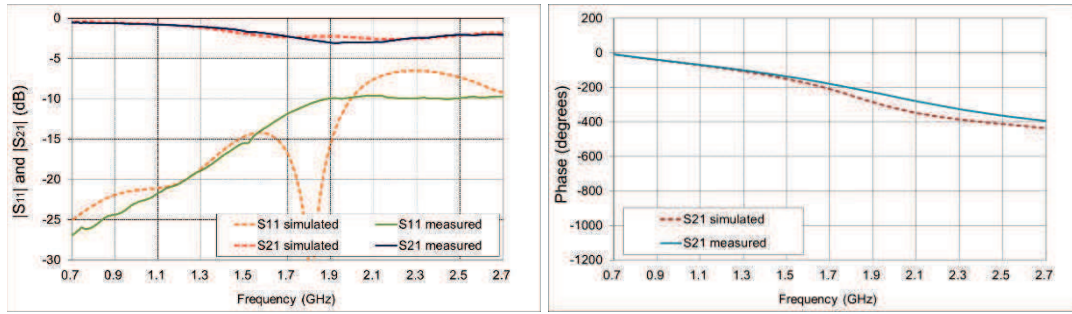 |S11| and |S21| (dB)
0
-5
-10
-15
-20
-25
-30
S11 simulated
S11 measured
S21 simulated
S21 measured
0.7 0.9 1.1 1.3 1.5 1.7 1.9 2.1 2.3 2.5 2.7
Frequency (GHz)
Phase (degrees)
200
0
-200
-400
-600
-800
-1000
-1200
S21 simulated
S21 measured
0.7 0.9 1.1 1.3 1.5 1.7 1.9 2.1 2.3 2.5 2.7
Frequency (GHz)